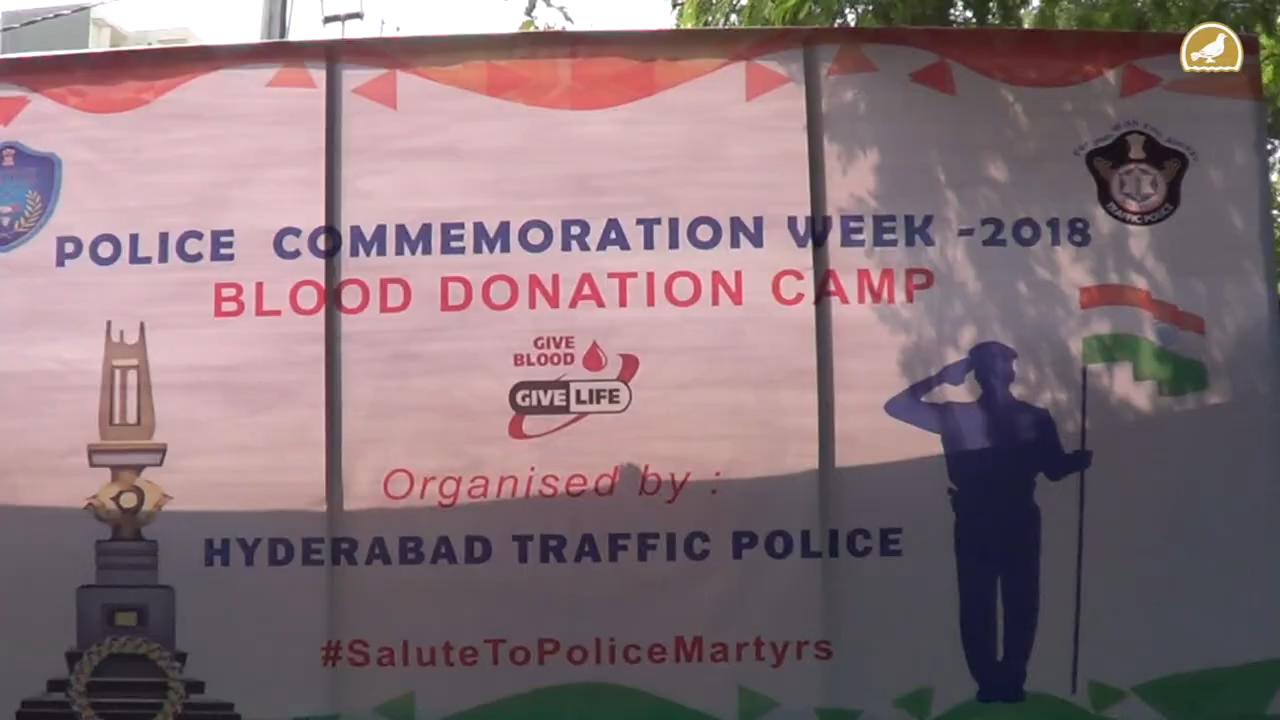 POLICE COMMEMORATION WEEK -2018
BLOOD DONATION CAMP
GIVE
BLOOD
GIVE LIFE
Organised by :
HYDERABAD TRAFFIC POLICE
#SaluteToPoliceMartyrs
TRAFFIC POLICE